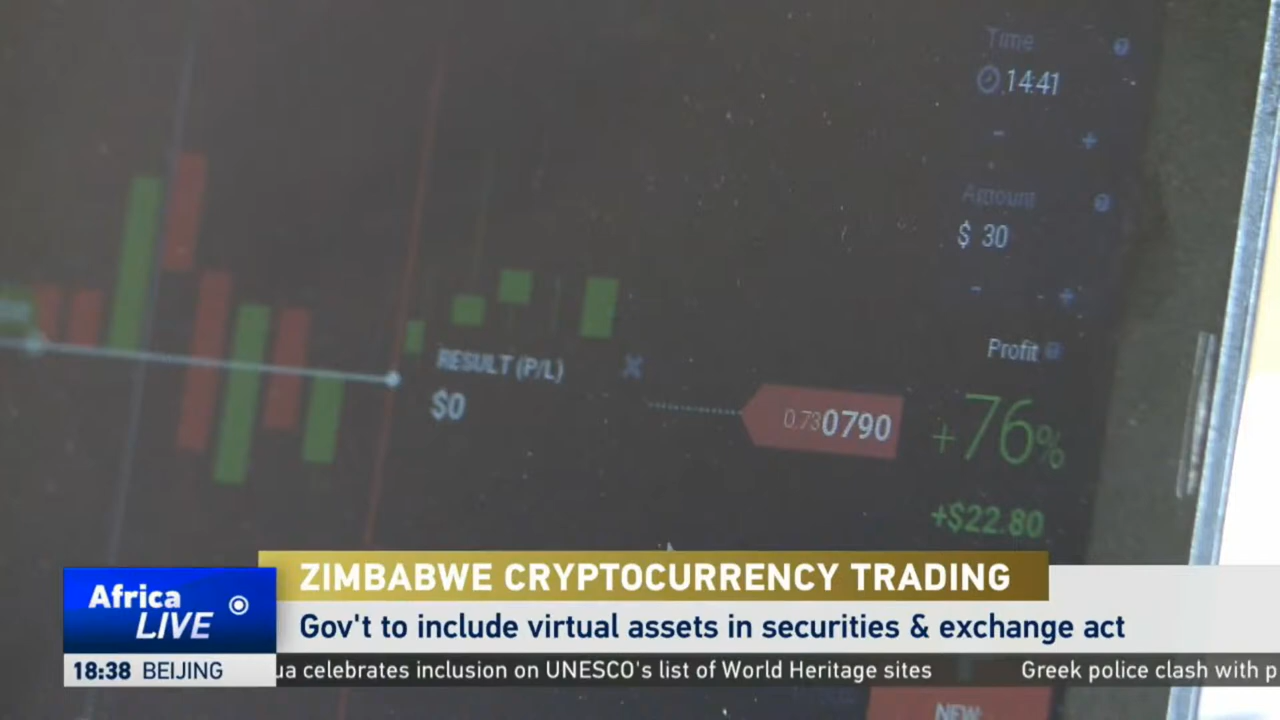 Time
14:41
- +
Amount
$ 30
- +
Profit
RESULT (P/L) X
$0
0.730790
+76%
+$22.80
ZIMBABWE CRYPTOCURRENCY TRADING
Africa
LIVE
Gov't to include virtual assets in securities & exchange act
18:38 BEIJING
ua celebrates inclusion on UNESCO's list of World Heritage sites
Greek police clash with p
NEW